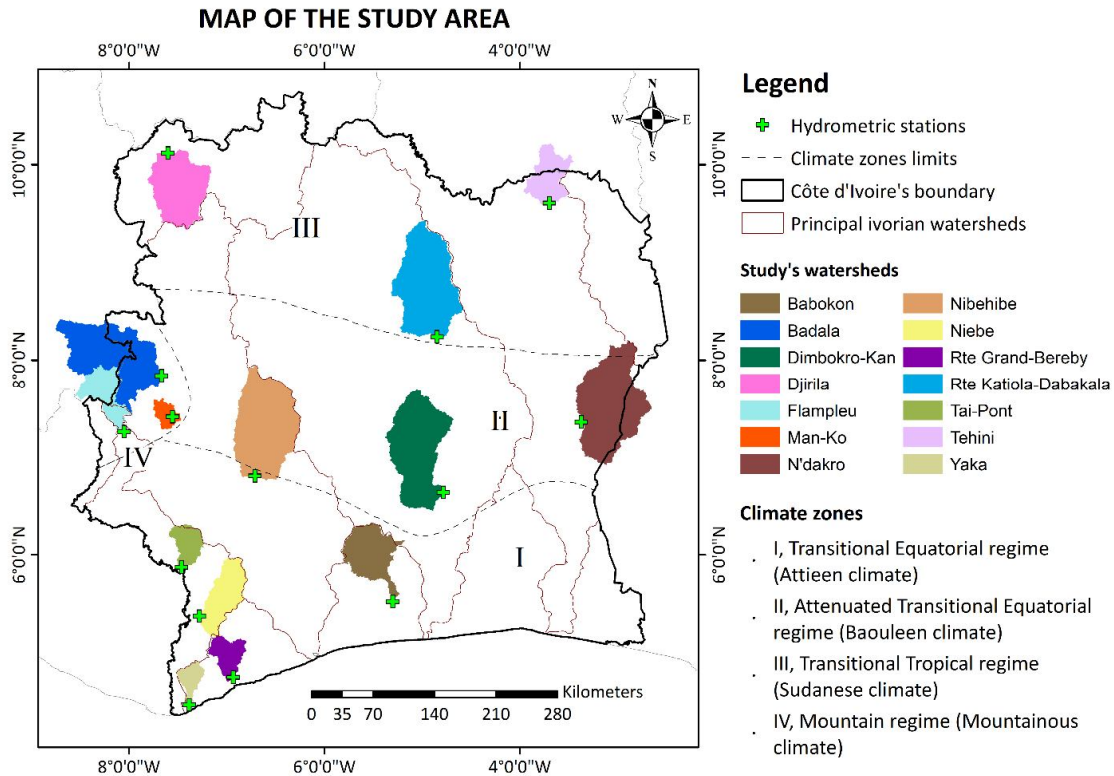 MAP OF THE STUDY AREA
8°0'0"W 6°0'0"W 4°0'0"W
10°0'0"N 10°0'0"N
8°0'0"N 8°0'0"N
6°0'0"N 6°0'0"N
N
W E
S
III
II
IV
I
Kilometers
0 35 70 140 210 280
8°0'0"W 6°0'0"W 4°0'0"W
Legend
Hydrometric stations
Climate zones limits
Côte d'Ivoire's boundary
Principal ivorian watersheds
Study's watersheds
Babokon Nibehibe
Badala Niebe
Dimbokro-Kan Rte Grand-Bereby
Djirila Rte Katiola-Dabakala
Flampleu Tai-Pont
Man-Ko Tehini
N'dakro Yaka
Climate zones
I, Transitional Equatorial regime
(Attieen climate)
II, Attenuated Transitional Equatorial
regime (Baouleen climate)
III, Transitional Tropical regime
(Sudanese climate)
IV, Mountain regime (Mountainous
climate)